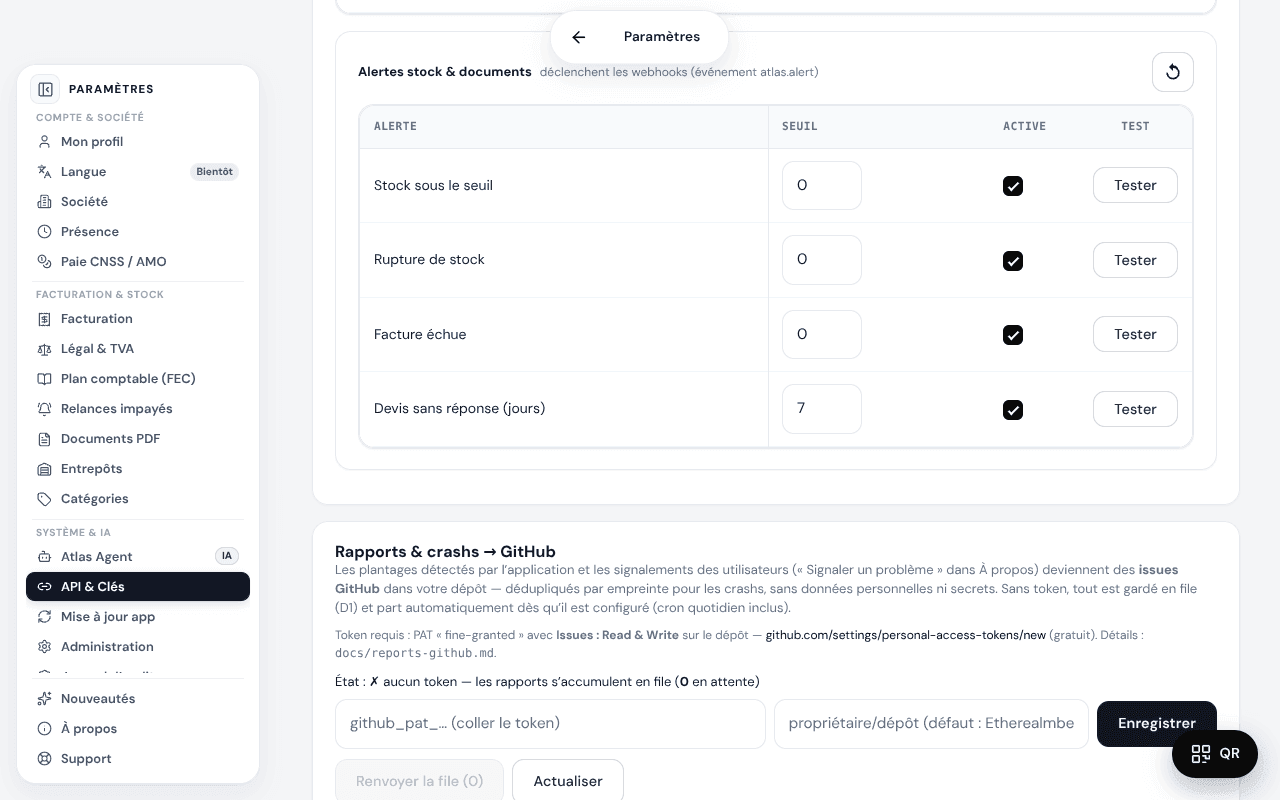 Paramètres
PARAMÈTRES
COMPTE & SOCIÉTÉ
Mon profil
Langue
Bientôt
Société
Présence
Paie CNSS / AMO
FACTURATION & STOCK
Facturation
Légal & TVA
Plan comptable (FEC)
Relances impayés
Documents PDF
Entrepôts
Catégories
SYSTÈME & IA
Atlas Agent
IA
API & Clés
Mise à jour app
Administration
Nouveautés
À propos
Support
Alertes stock & documents déclenchent les webhooks (événement atlas.alert)
ALERTE SEUIL ACTIVE TEST
Stock sous le seuil 0 Tester
Rupture de stock 0 Tester
Facture échue 0 Tester
Devis sans réponse (jours) 7 Tester
Rapports & crashs → GitHub
Les plantages détectés par l’application et les signalements des utilisateurs (« Signaler un problème » dans À propos) deviennent des issues
GitHub dans votre dépôt — dédupliqués par empreinte pour les crashs, sans données personnelles ni secrets. Sans token, tout est gardé en file
(D1) et part automatiquement dès qu’il est configuré (cron quotidien inclus).
Token requis : PAT « fine-granted » avec Issues : Read & Write sur le dépôt — github.com/settings/personal-access-tokens/new (gratuit). Détails :
docs/reports-github.md.
État : ✗ aucun token — les rapports s’accumulent en file (0 en attente)
github_pat_… (coller le token)
propriétaire/dépôt (défaut : Etherealmbe
Enregistrer
QR
Renvoyer la file (0)
Actualiser